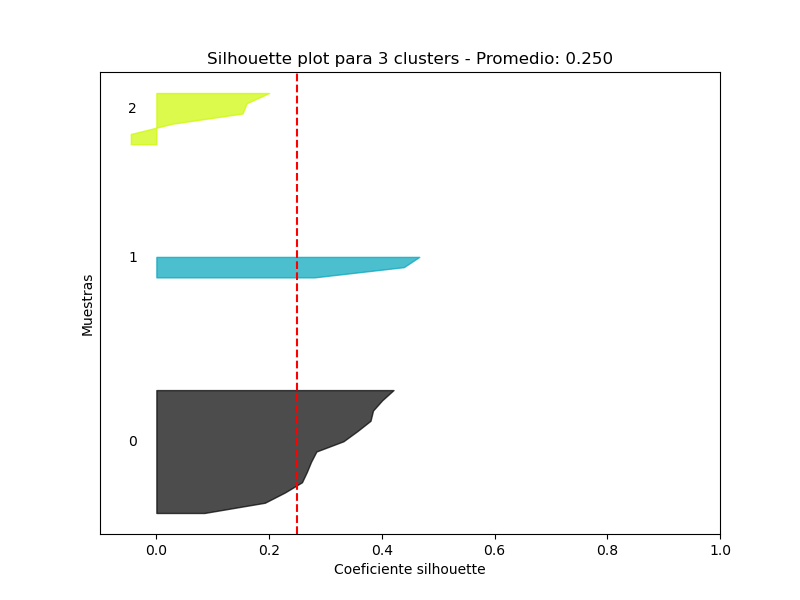 Silhouette plot para 3 clusters - Promedio: 0.250
2
1
0
Muestras
0.0 0.2 0.4 0.6 0.8 1.0
Coeficiente silhouette